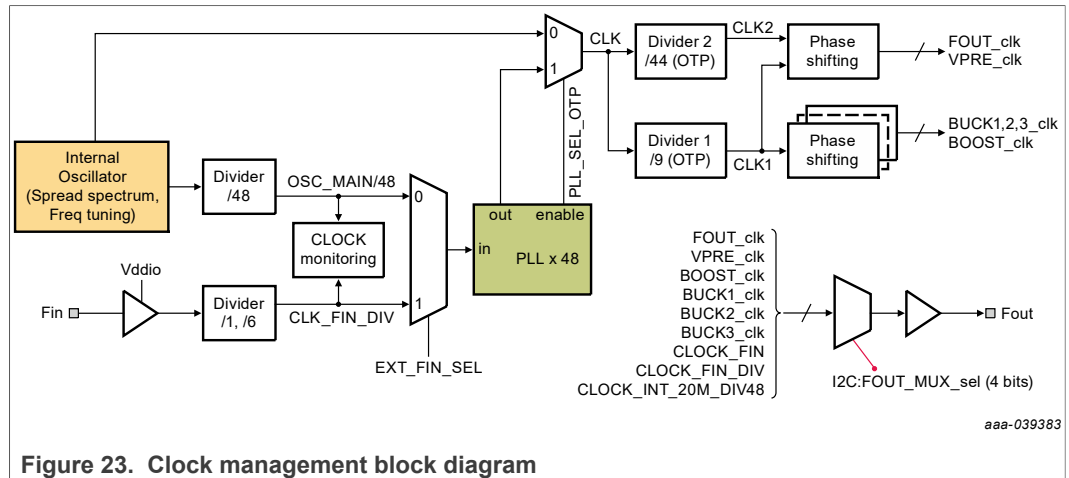 0
1
CLK
Divider 2
/44 (OTP)
CLK2
Phase
shifting
FOUT_clk
VPRE_clk
PLL_SEL_OTP
Divider 1
/9 (OTP)
CLK1
Phase
shifting
BUCK1,2,3_clk
BOOST_clk
Internal
Oscillator
(Spread spectrum,
Freq tuning)
Divider
/48
OSC_MAIN/48
0
CLOCK
monitoring
out enable
in
PLL x 48
Vddio
Fin
Divider
/1, /6
CLK_FIN_DIV
1
EXT_FIN_SEL
FOUT_clk
VPRE_clk
BOOST_clk
BUCK1_clk
BUCK2_clk
BUCK3_clk
CLOCK_FIN
CLOCK_FIN_DIV
CLOCK_INT_20M_DIV48
Fout
I2C:FOUT_MUX_sel (4 bits)
aaa-039383
Figure 23. Clock management block diagram